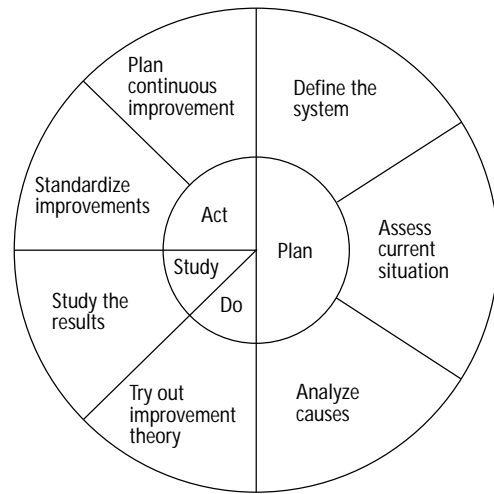 Plan
continuous
improvement
Define the
system
Standardize
improvements
Act
Assess
current
situation
Plan
Study
Do
Study the
results
Try out
improvement
theory
Analyze
causes